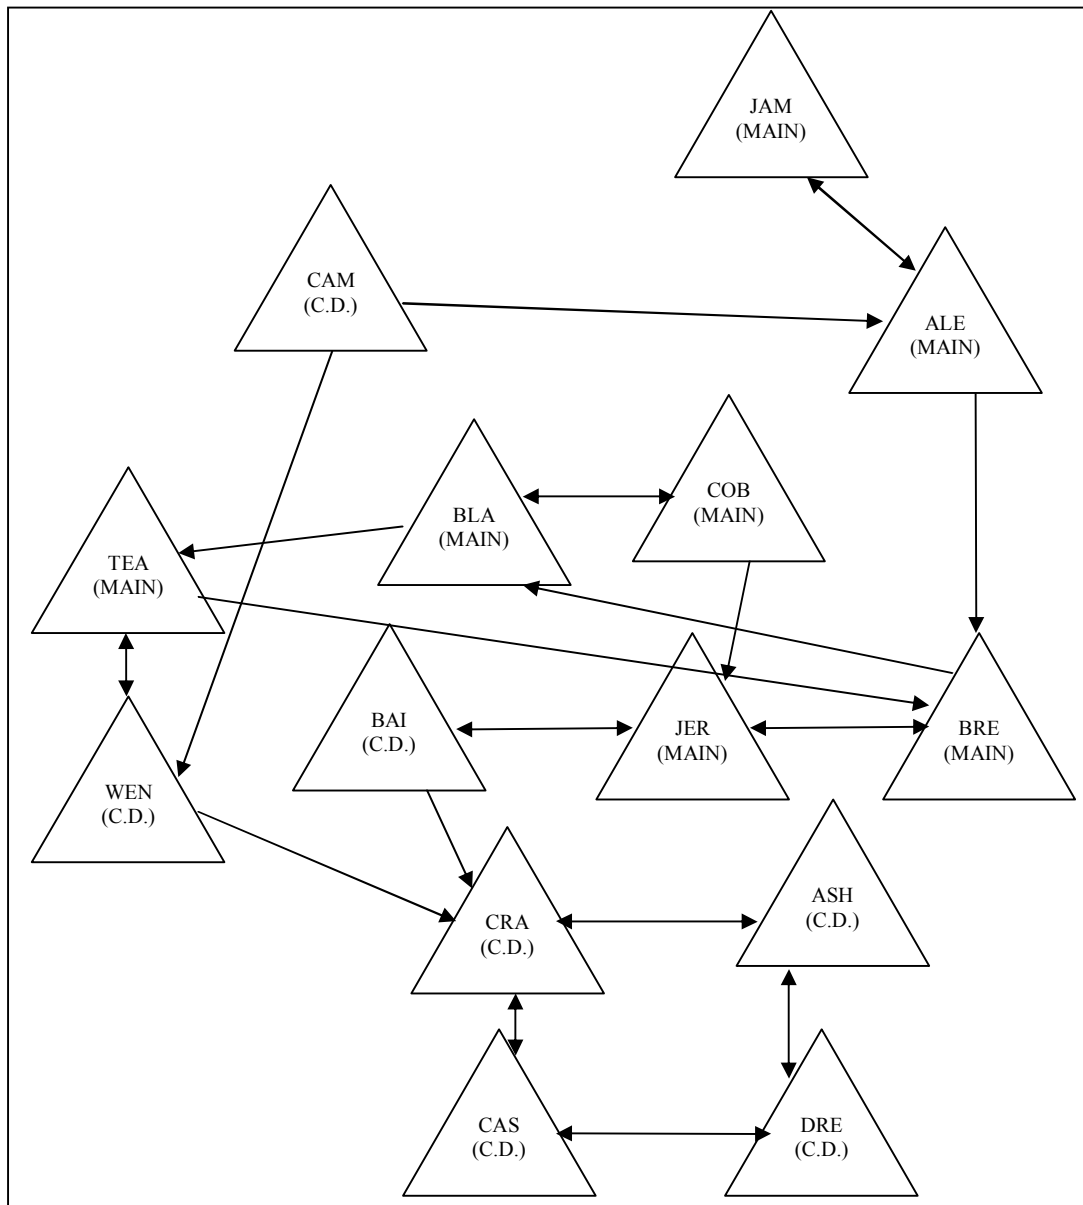 JAM
(MAIN)
CAM
(C.D.)
ALE
(MAIN)
BLA
(MAIN)
COB
(MAIN)
TEA
(MAIN)
BAI
(C.D.)
JER
(MAIN)
BRE
(MAIN)
WEN
(C.D.)
CRA
(C.D.)
ASH
(C.D.)
CAS
(C.D.)
DRE
(C.D.)